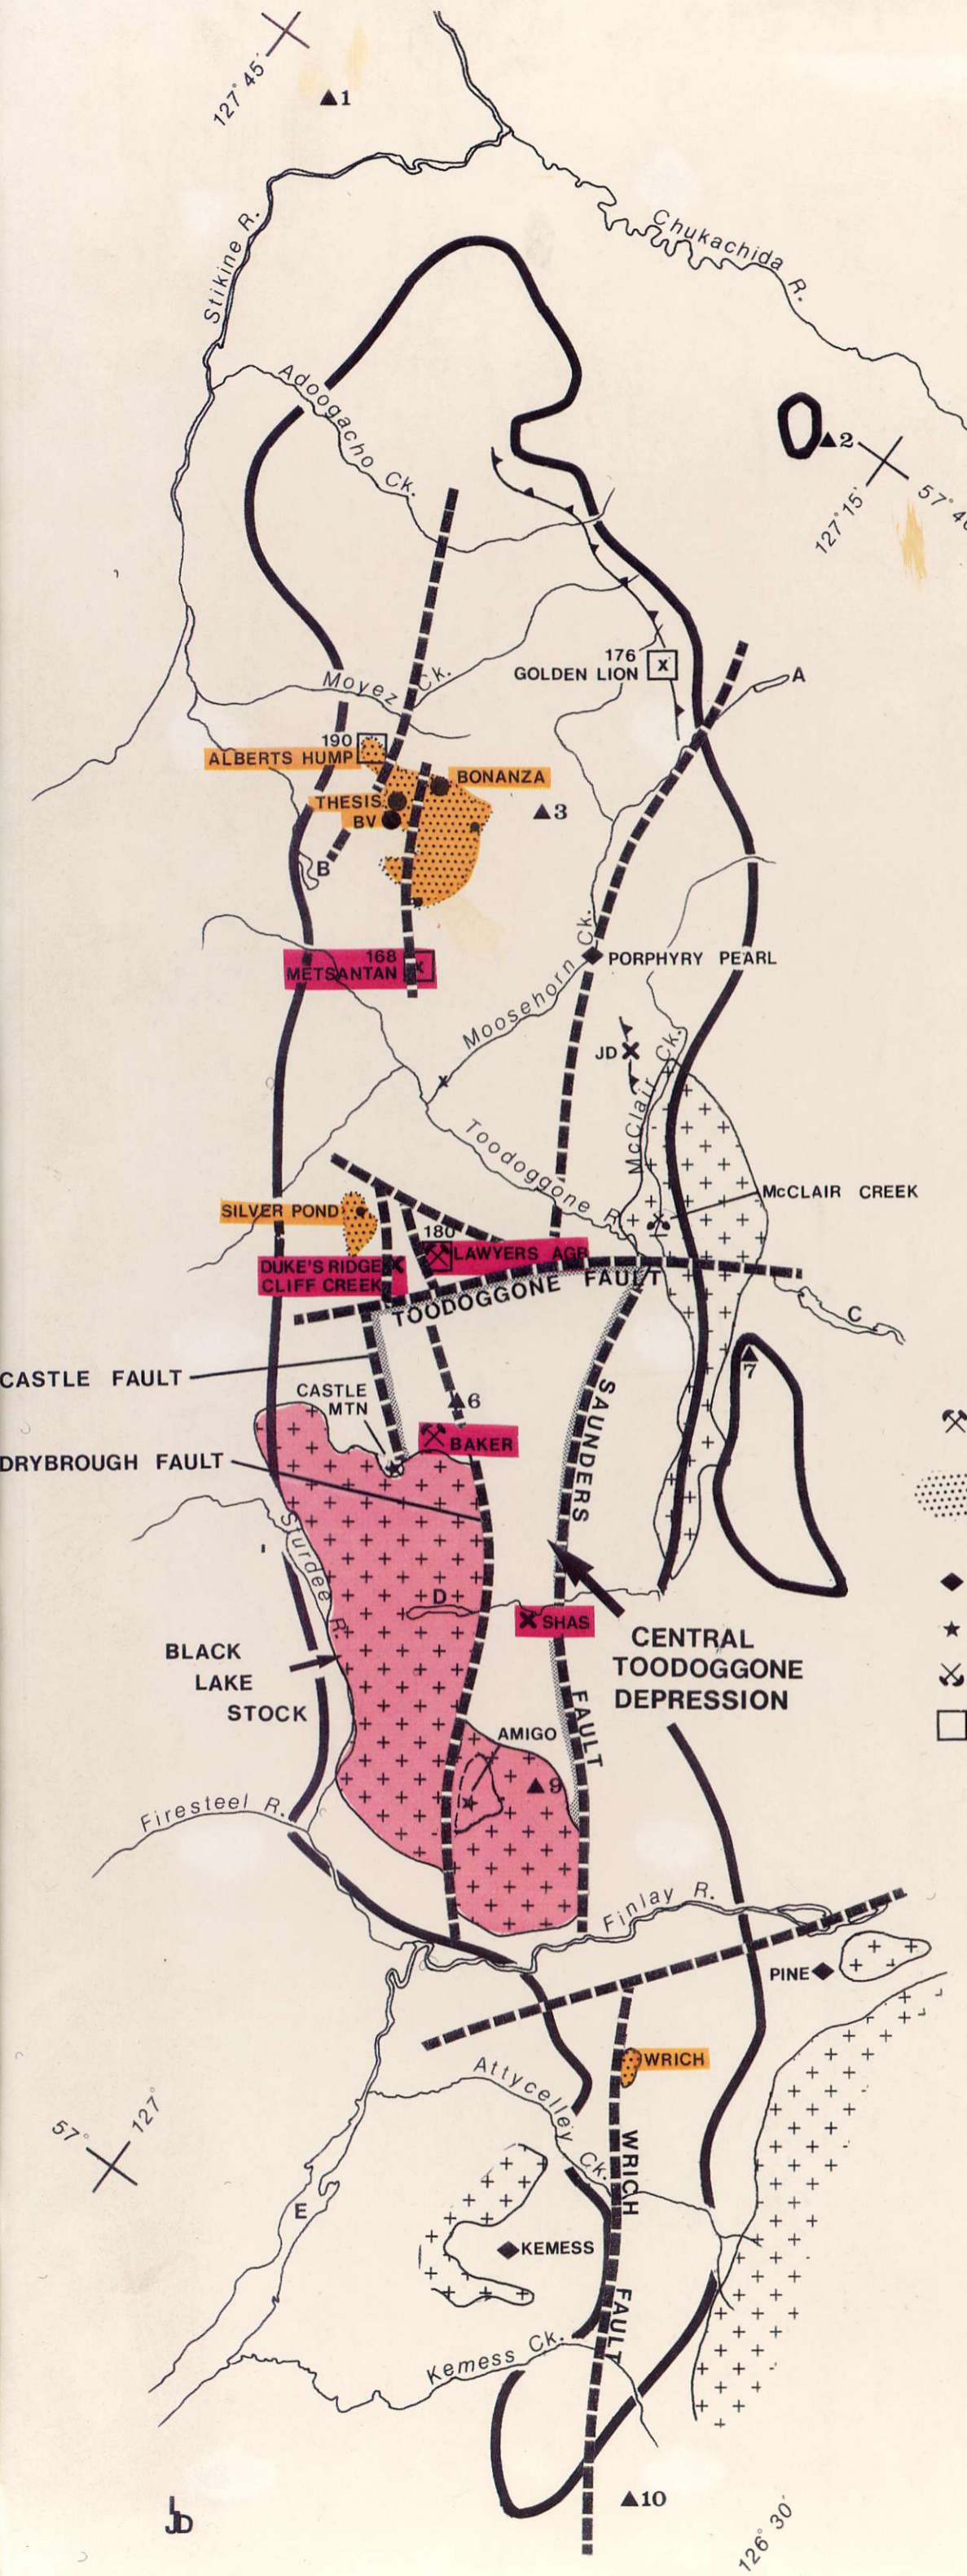 127° 45'
1
Stikine R.
Chukachida R.
Adoogacho Ck.
2
127° 15'
57° 4
176
GOLDEN LION
X
A
Moyez Ck.
190
ALBERTS HUMP
BONANZA
THESIS
BV
3
B
168
METSANTAN
X
Moosehorn Ck.
PORPHYRY PEARL
JD
McClair Ck.
Toodoggone R.
McCLAIR CREEK
SILVER POND
180
LAWYERS AGB
DUKE'S RIDGE
CLIFF CREEK
TOODOGGONE FAULT
C
CASTLE FAULT
7
CASTLE
MTN
6
BAKER
DRYBROUGH FAULT
SAUNDERS FAULT
Sturdee R.
D
SHAS
CENTRAL
TOODOGGONE
DEPRESSION
BLACK
LAKE
STOCK
AMIGO
9
Firesteel R.
Finlay R.
PINE
WRICH
Attycelley Ck.
57° 127°
WRICH FAULT
E
KEMESS
Kemess Ck.
10
126° 30'